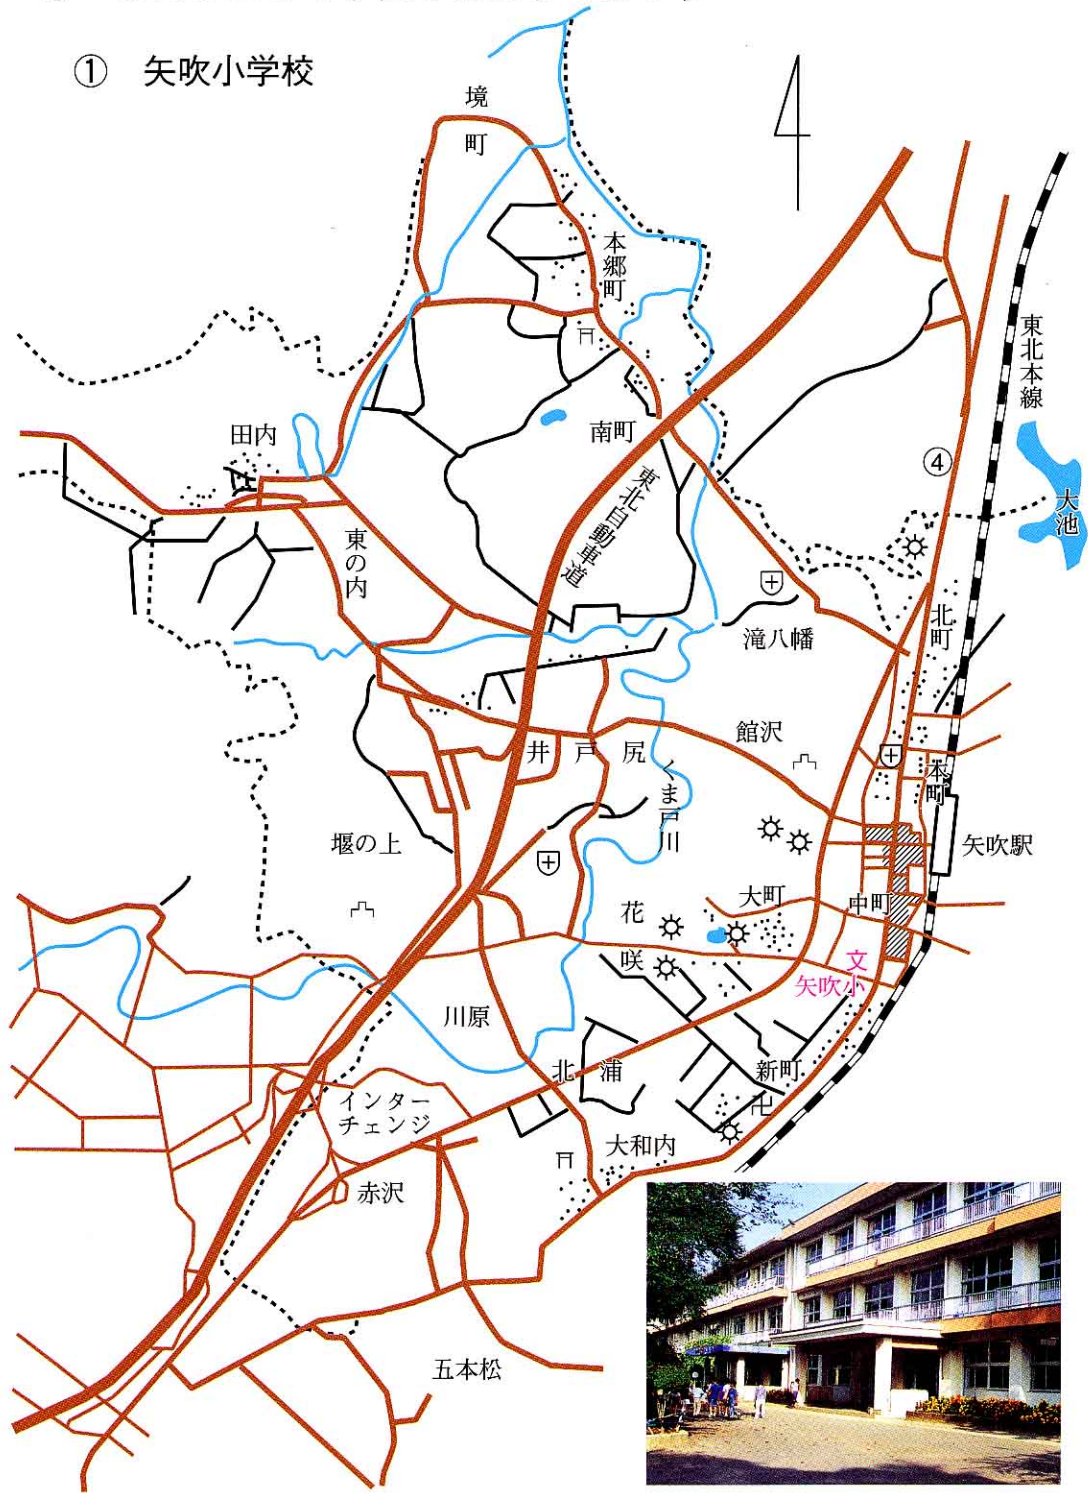 ① 矢吹小学校
境町
本郷町
東北本線
田内
南町
④
大池
東北自動車道
東の内
北町
滝八幡
館沢
井戸尻
本町
くま戸川
堰の上
矢吹駅
大町
中町
花咲
文
矢吹小
川原
北浦
新町
インター
チェンジ
大和内
赤沢
五本松